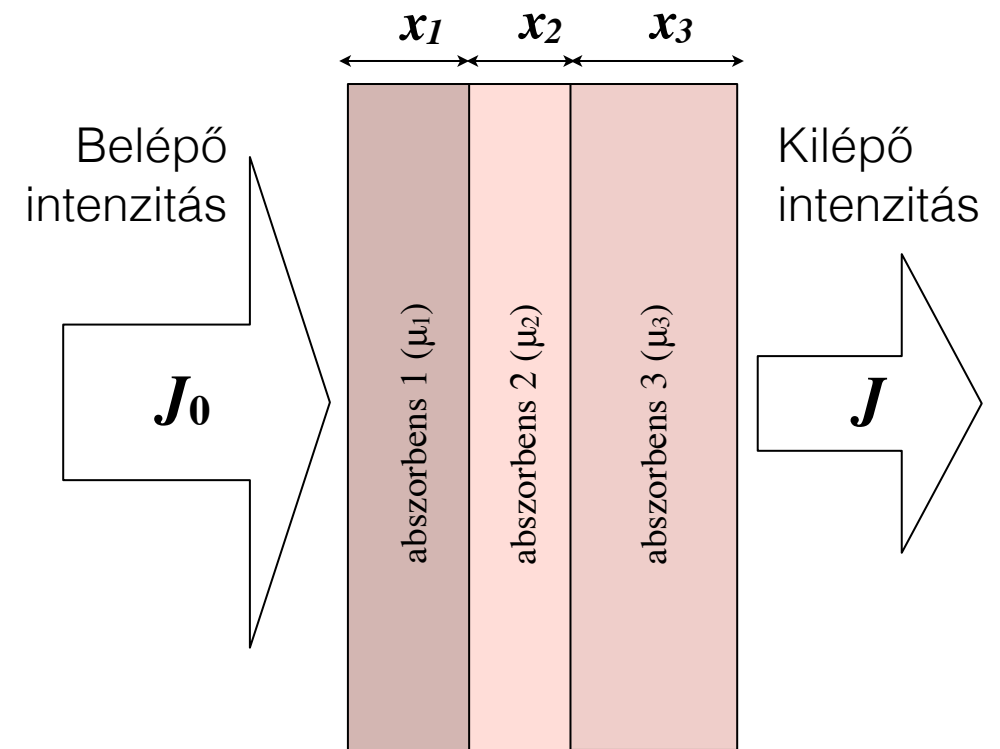 x1 x2 x3
Belépő
intenzitás
Kilépő
intenzitás
J0
abszorbens 1 (µ1)
abszorbens 2 (µ2)
abszorbens 3 (µ3)
J